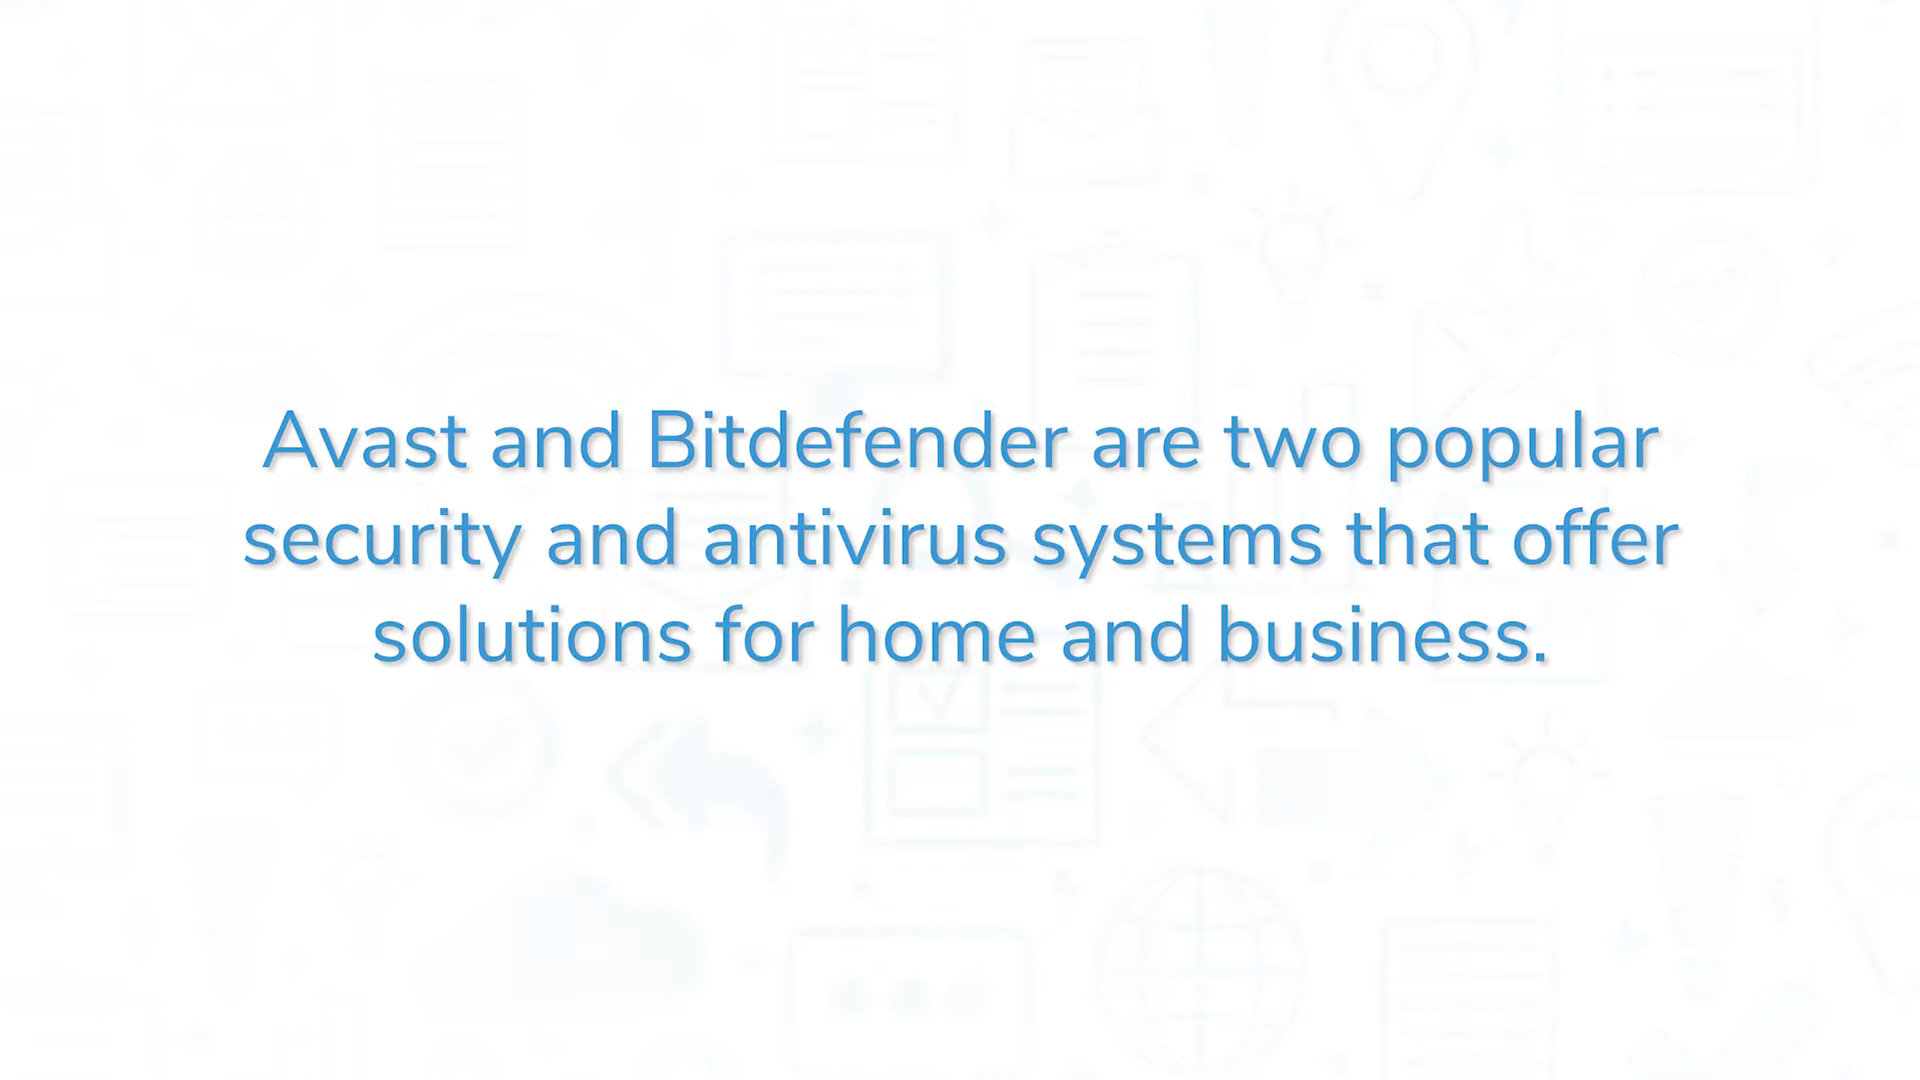 Avast and Bitdefender are two popular
security and antivirus systems that offer
solutions for home and business.